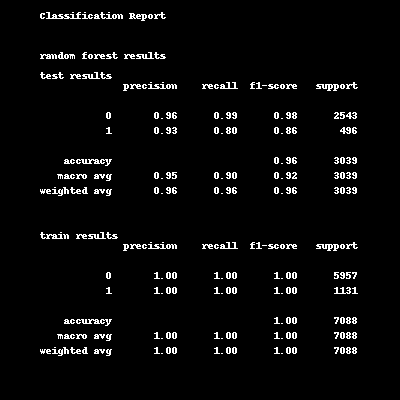 Classification Report
random forest results
test results
precision recall f1-score support
0 0.96 0.99 0.98 2543
1 0.93 0.80 0.86 496
accuracy 0.96 3039
macro avg 0.95 0.90 0.92 3039
weighted avg 0.96 0.96 0.96 3039
train results
precision recall f1-score support
0 1.00 1.00 1.00 5957
1 1.00 1.00 1.00 1131
accuracy 1.00 7088
macro avg 1.00 1.00 1.00 7088
weighted avg 1.00 1.00 1.00 7088